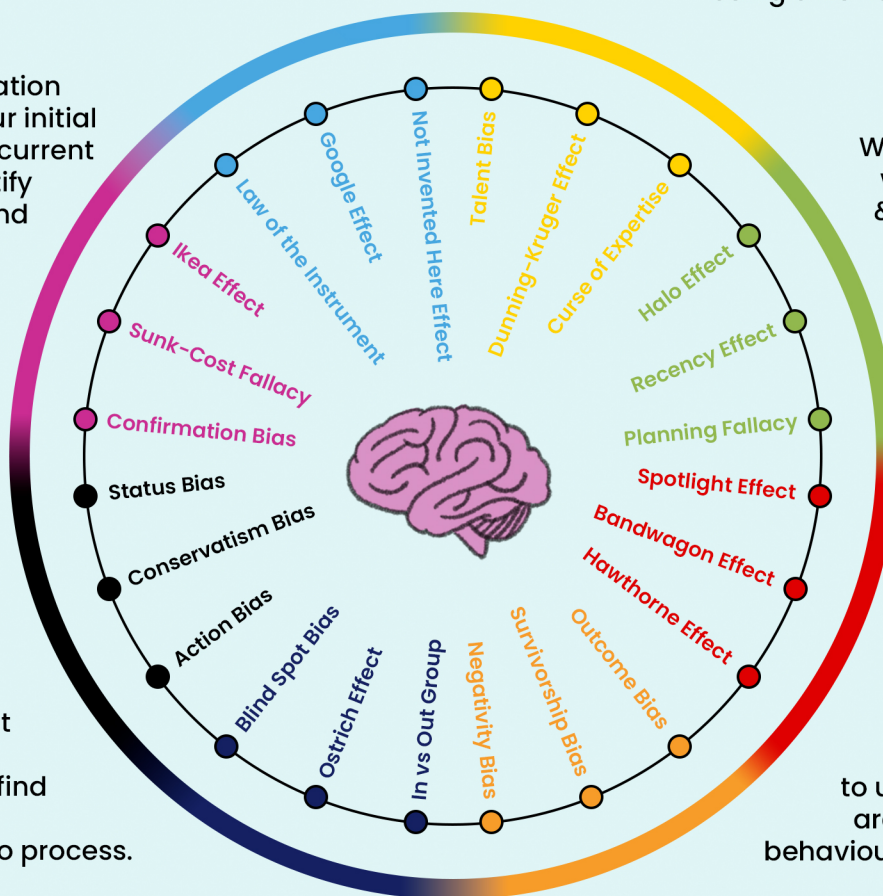 ur initial
current
nd
Not Invented Here Effect
Talent Bias
Dunning-Kruger Effect
Curse of Expertise
Halo Effect
Recency Effect
Planning Fallacy
Spotlight Effect
Bandwagon Effect
Hawthorne Effect
Outcome Bias
Survivorship Bias
Negativity Bias
In vs Out Group
Ostrich Effect
Blind Spot Bias
Action Bias
Conservatism Bias
Status Bias
Confirmation Bias
Sunk-Cost Fallacy
Ikea Effect
Law of the Instrument
Google Effect
W
&
t
find
o process.
to u
ar
behaviou